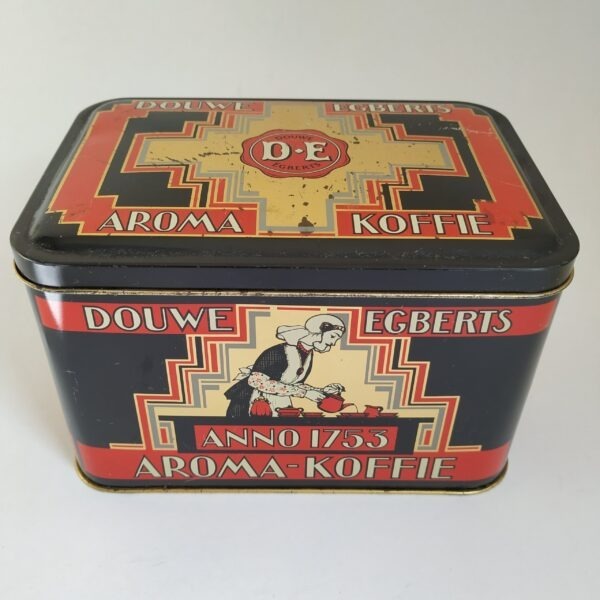 DOUWE EGBERTS
DOUWE
D·E
EGBERTS
AROMA KOFFIE
DOUWE EGBERTS
ANNO 1753
AROMA-KOFFIE